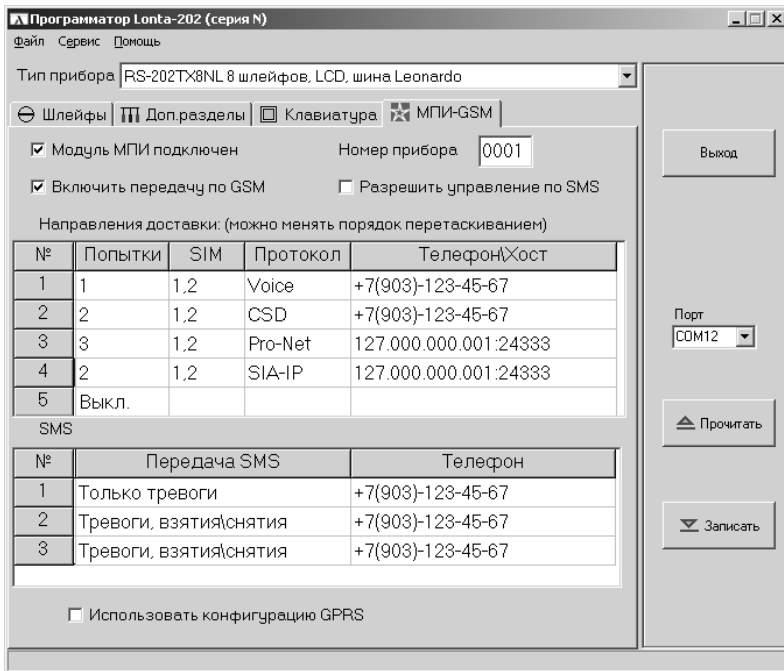 Программатор Lonta-202 (серия N)
Файл Сервис Помощь
Тип прибора RS-202TX8NL 8 шлейфов, LCD, шина Leonardo
Шлейфы Доп.разделы Клавиатура МПИ-GSM
Модуль МПИ подключен Номер прибора 0001
Выход
Включить передачу по GSM Разрешить управление по SMS
Направления доставки: (можно менять порядок перетаскиванием)
№ Попытки SIM Протокол Телефон\Хост
1 1 1,2 Voice +7(903)-123-45-67
2 2 1,2 CSD +7(903)-123-45-67
3 3 1,2 Pro-Net 127.000.000.001:24333
4 2 1,2 SIA-IP 127.000.000.001:24333
5 Выкл.
Порт
COM12
SMS
Прочитать
№ Передача SMS Телефон
1 Только тревоги +7(903)-123-45-67
2 Тревоги, взятия\снятия +7(903)-123-45-67
3 Тревоги, взятия\снятия +7(903)-123-45-67
Записать
Использовать конфигурацию GPRS